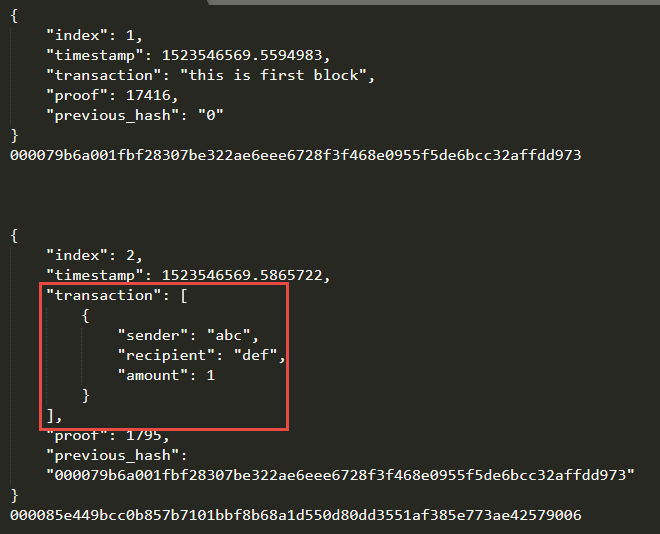 {
    "index": 1,
    "timestamp": 1523546569.5594983,
    "transaction": "this is first block",
    "proof": 17416,
    "previous_hash": "0"
}
000079b6a001fbf28307be322ae6eee6728f3f468e0955f5de6bcc32affdd973
{
    "index": 2,
    "timestamp": 1523546569.5865722,
    "transaction": [
        {
            "sender": "abc",
            "recipient": "def",
            "amount": 1
        }
    ],
    "proof": 1795,
    "previous_hash":
    "000079b6a001fbf28307be322ae6eee6728f3f468e0955f5de6bcc32affdd973"
}
000085e449bcc0b857b7101bbf8b68a1d550d80dd3551af385e773ae42579006